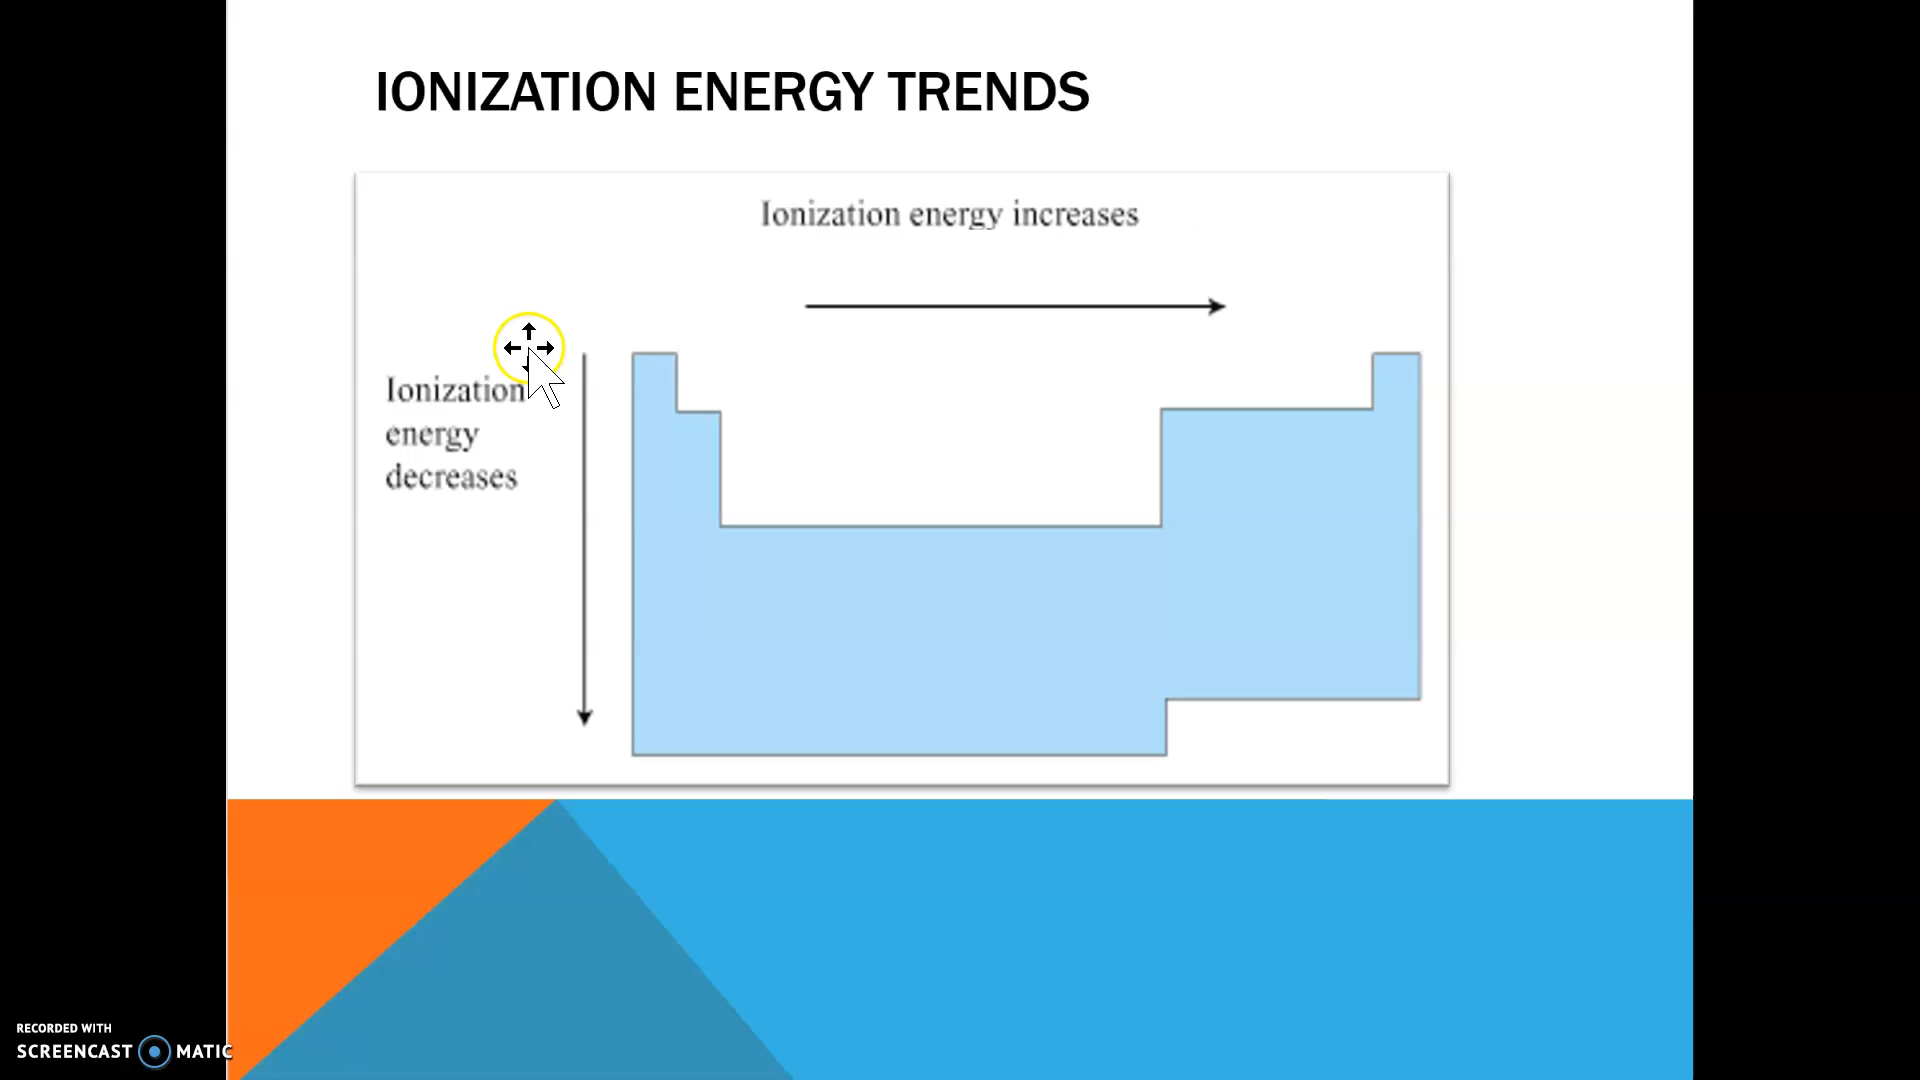 IONIZATION ENERGY TRENDS
Ionization energy increases
Ionization
energy
decreases
RECORDED WITH
SCREENCAST MATIC